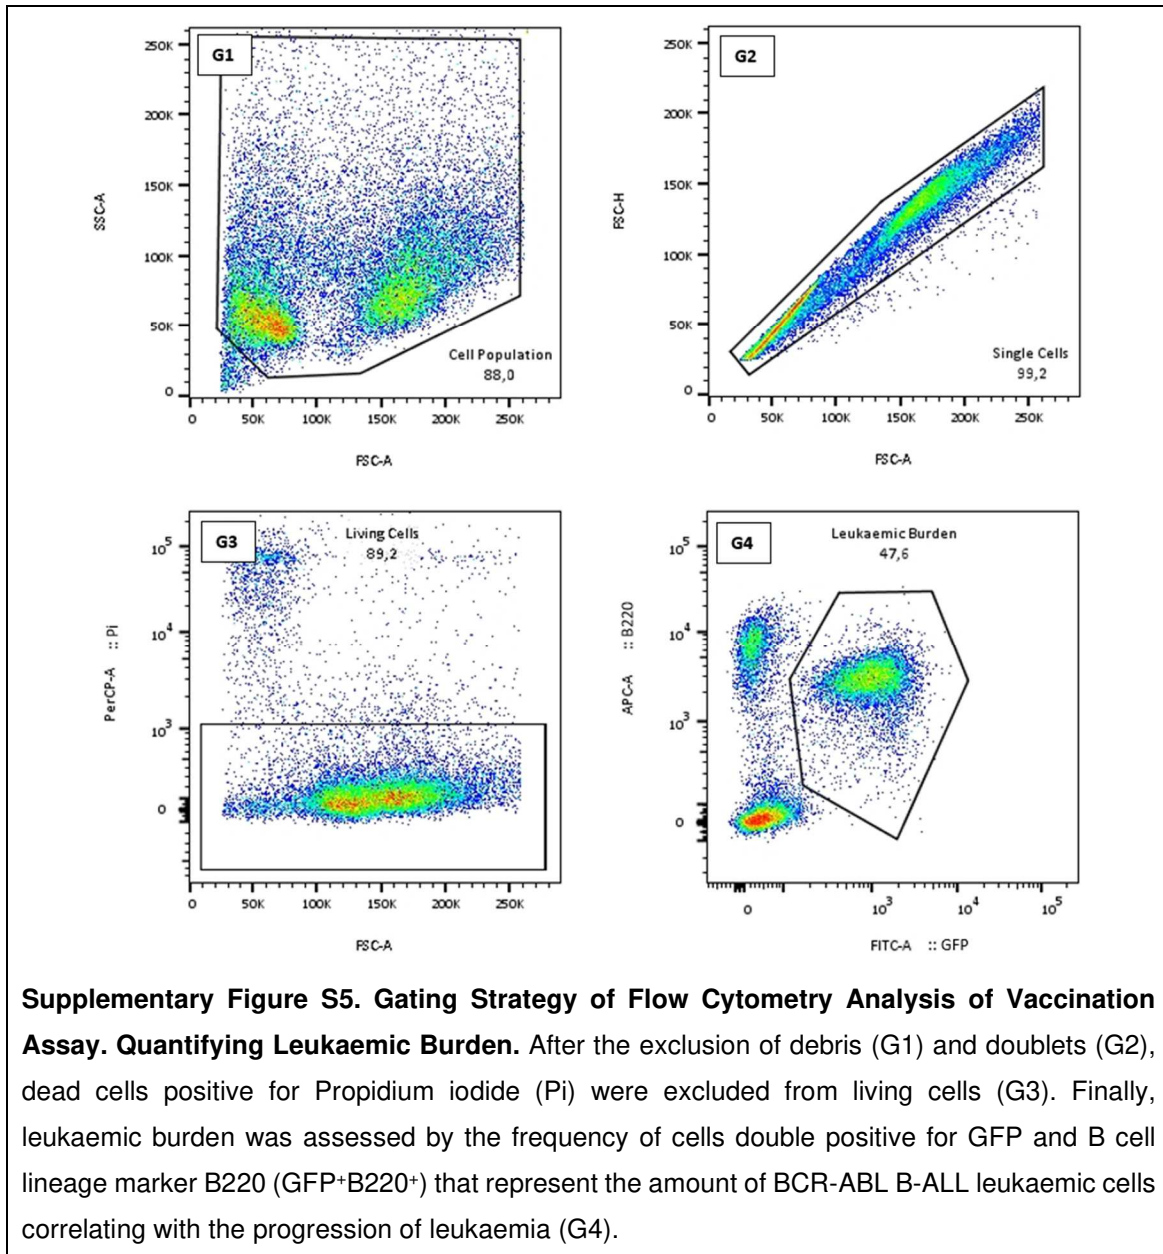 G1
250K
200K
150K
100K
50K
0
SSC-A
Cell Population
88,0
0 50K 100K 150K 200K 250K
FSC-A
G2
200K
150K
100K
50K
0
FSC-H
250K
Single Cells
99,2
0 50K 100K 150K 200K 250K
FSC-A
G3
Living Cells
89,2
10^5
10^4
10^3
0
PerCP-A :: Pi
0 50K 100K 150K 200K 250K
FSC-A
G4
Leukaemic Burden
47,6
10^5
10^4
10^3
0
APC-A :: B220
0 10^3 10^4 10^5
FITC-A :: GFP
Supplementary Figure S5. Gating Strategy of Flow Cytometry Analysis of Vaccination
Assay. Quantifying Leukaemic Burden. After the exclusion of debris (G1) and doublets (G2),
dead cells positive for Propidium iodide (Pi) were excluded from living cells (G3). Finally,
leukaemic burden was assessed by the frequency of cells double positive for GFP and B cell
lineage marker B220 (GFP⁺B220⁺) that represent the amount of BCR-ABL B-ALL leukaemic cells
correlating with the progression of leukaemia (G4).